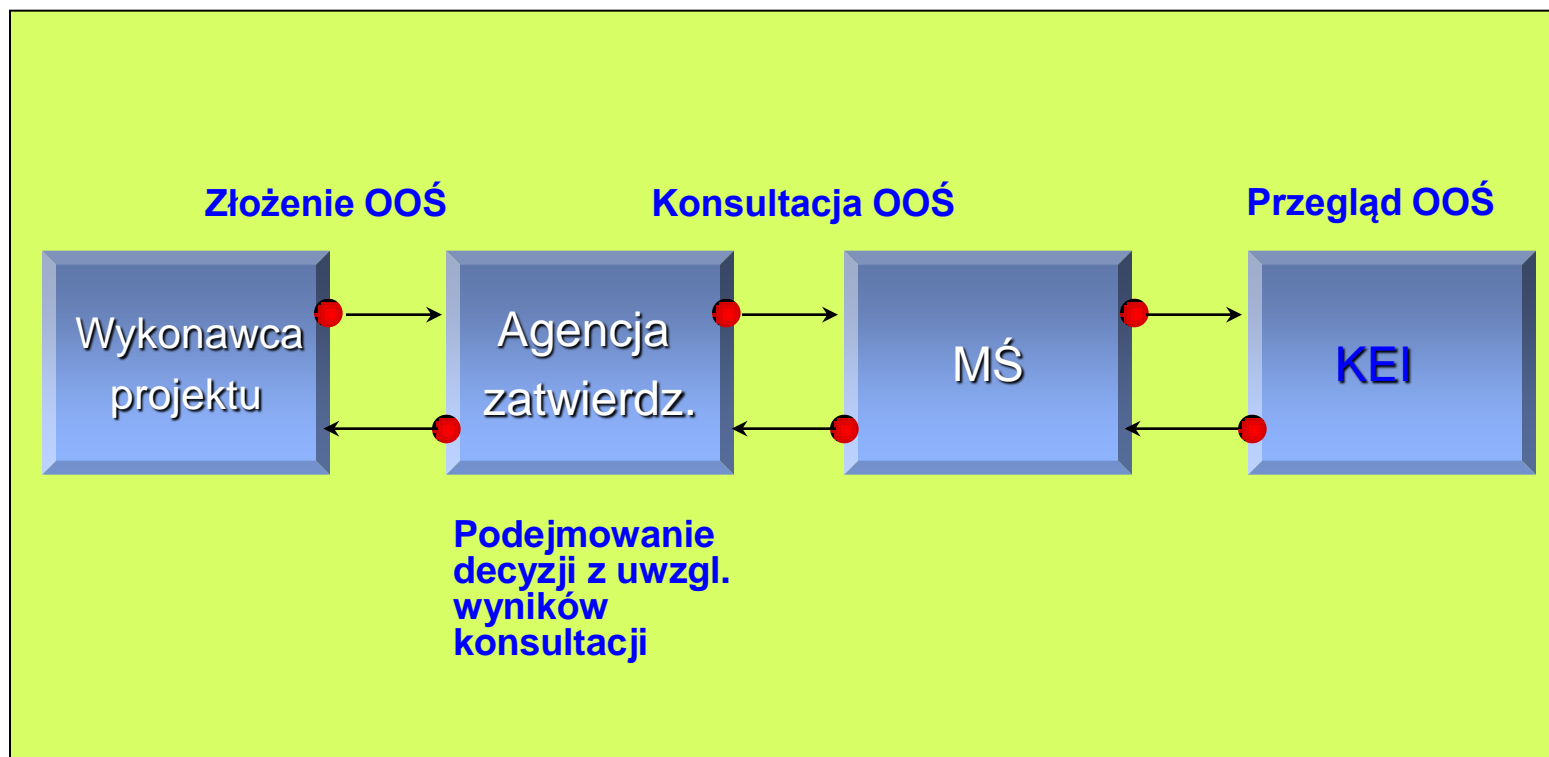 Złożenie OOŚ
Konsultacja OOŚ
Przegląd OOŚ
Wykonawca
projektu
Agencja
zatwierdz.
MŚ
KEI
Podejmowanie
decyzji z uwzgl.
wyników
konsultacji